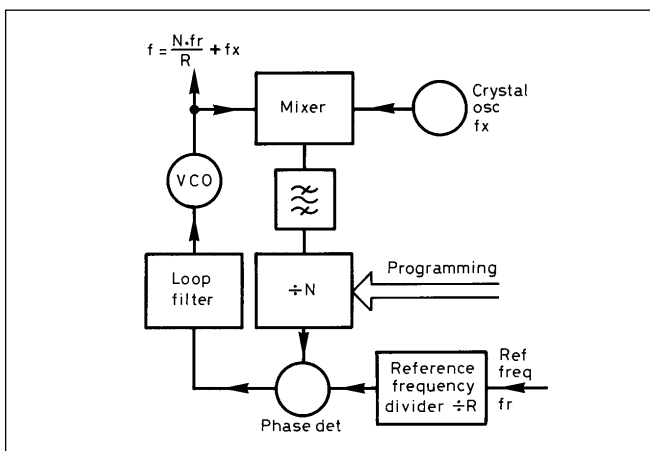 f = N.fr/R + fx
Mixer
Crystal
osc
fx
VCO
Loop
filter
÷N
Programming
Reference
frequency
divider ÷R
Ref
freq
fr
Phase det